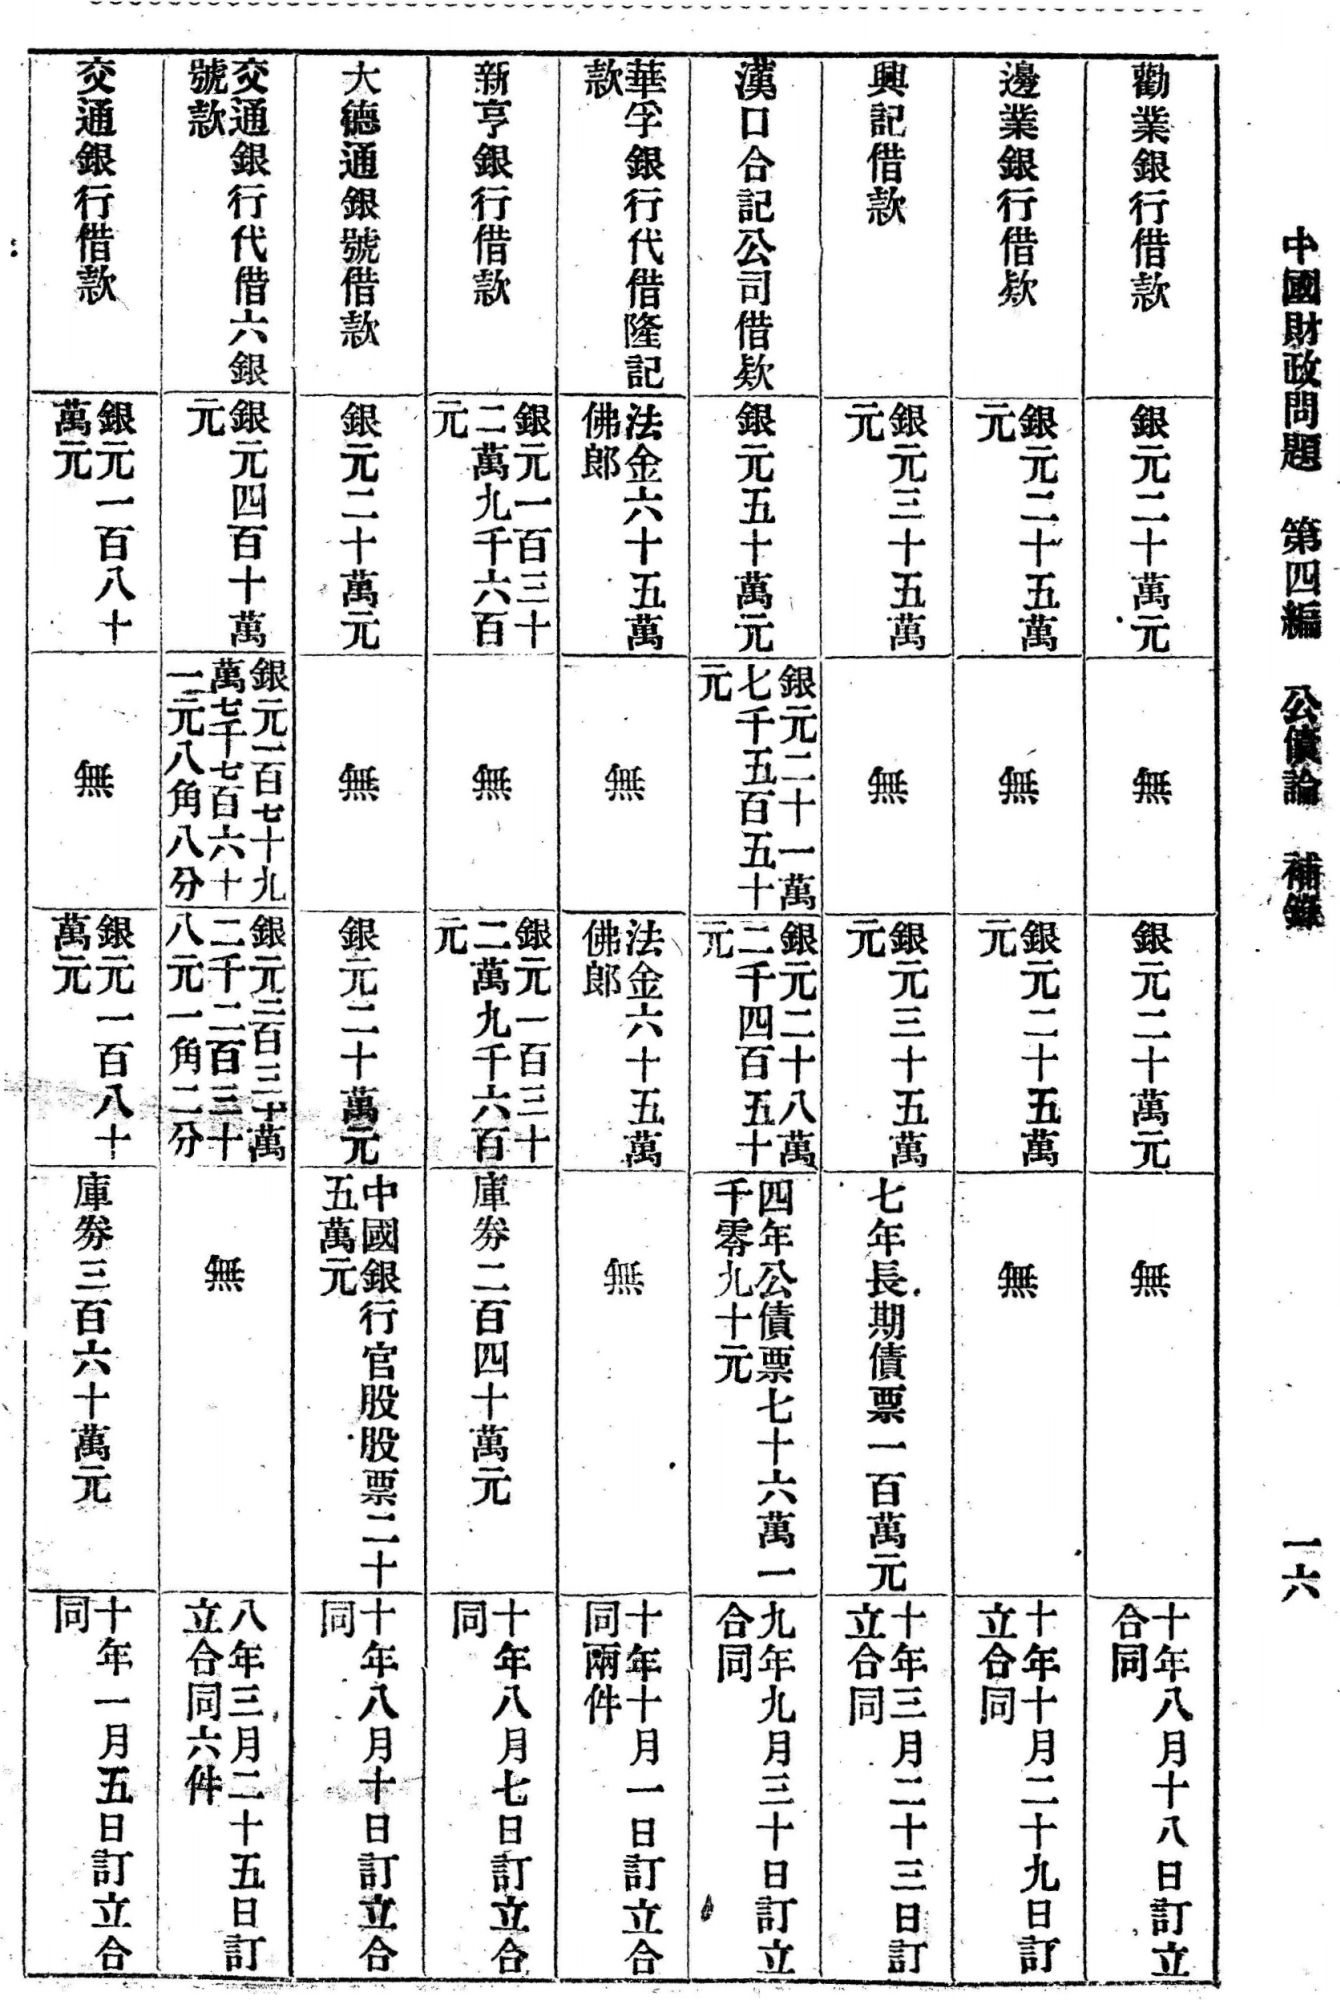 中國財政問題　第四編　公債論　補錄
一六
勸業銀行借款
銀元二十萬元
無
銀元二十萬元
無
十年八月十八日訂立
合同
邊業銀行借欵
銀元二十五萬
元
無
銀元二十五萬
元
無
十年十月二十九日訂
立合同
興記借款
銀元三十五萬
元
無
銀元三十五萬
元
七年長期債票一百萬元
十年三月二十三日訂
立合同
漢口合記公司借欵
銀元五十萬元
銀元二十一萬
七千五百五十
元
銀元二十八萬
二千四百五十
元
四年公債票七十六萬一
千零九十元
九年九月三十日訂立
合同
華孚銀行代借隆記
款
法金六十五萬
佛郎
無
法金六十五萬
佛郎
無
十年十月一日訂立合
同兩件
新亨銀行借款
銀元一百三十
二萬九千六百
元
無
銀元一百三十
二萬九千六百
元
庫劵二百四十萬元
十年八月七日訂立合
同
大德通銀號借款
銀元二十萬元
無
銀元二十萬元
中國銀行官股股票二十
五萬元
十年八月十日訂立合
同
交通銀行代借六銀
號款
銀元四百十萬
元
銀元一百七十九
萬七千七百六十
一元八角八分
銀元二百三十萬
二千二百三十
八元一角二分
無
八年三月二十五日訂
立合同六件
交通銀行借款
銀元一百八十
萬元
無
銀元一百八十
萬元
庫劵三百六十萬元
十年一月五日訂立合
同